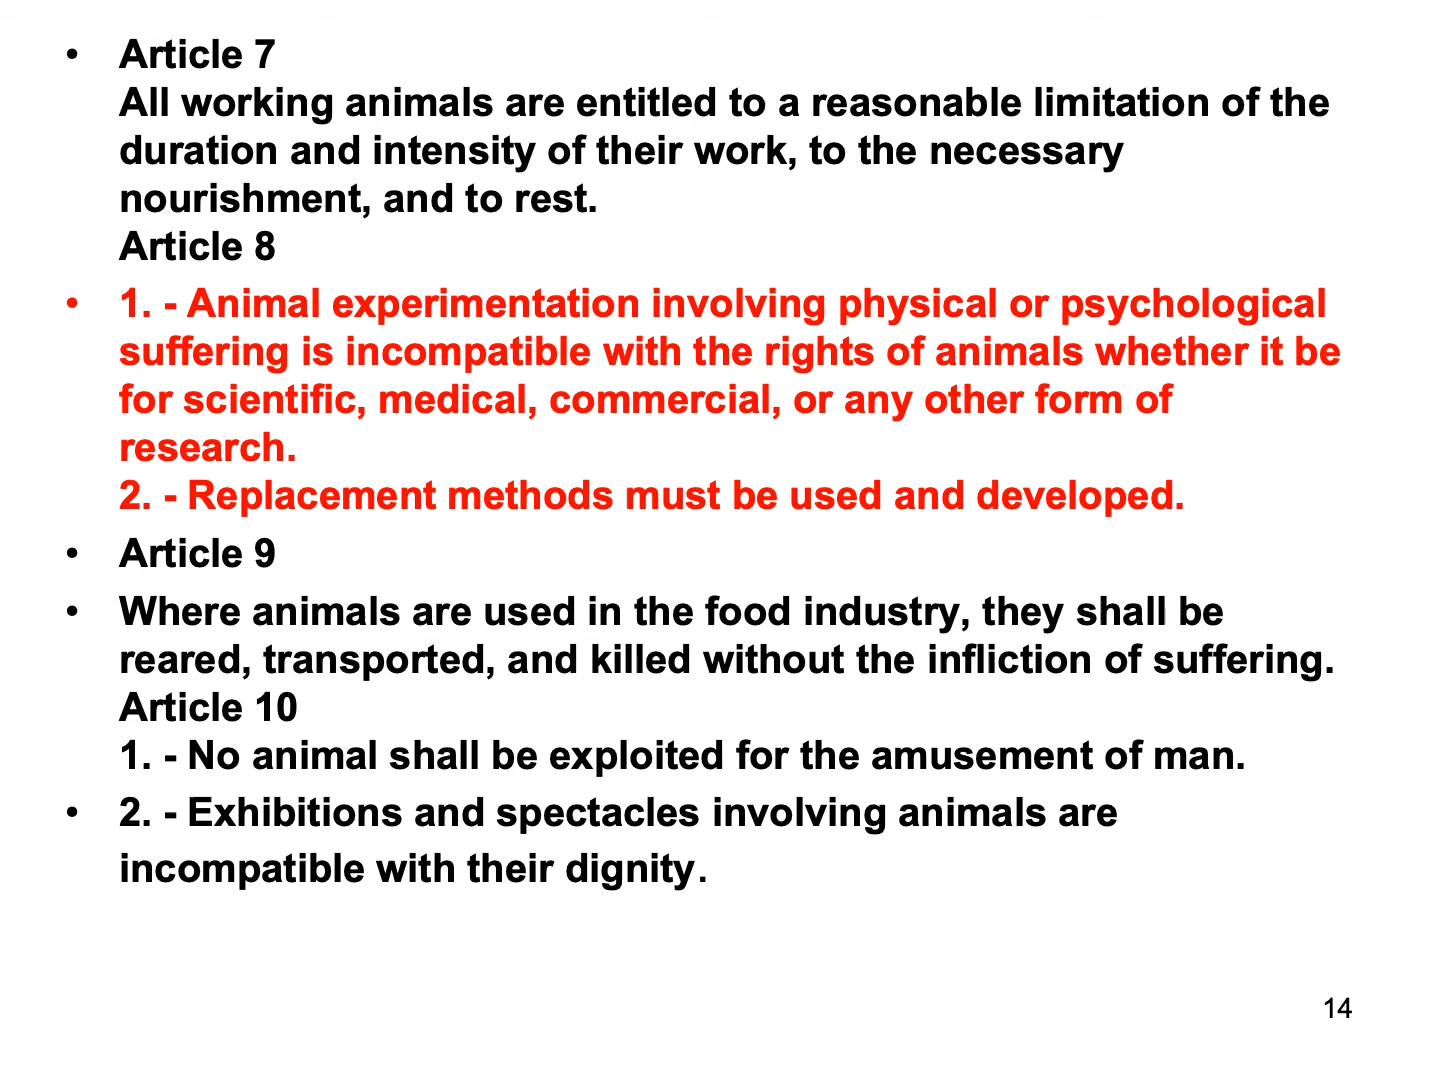 • Article 7
All working animals are entitled to a reasonable limitation of the
duration and intensity of their work, to the necessary
nourishment, and to rest.
Article 8
• 1. - Animal experimentation involving physical or psychological
suffering is incompatible with the rights of animals whether it be
for scientific, medical, commercial, or any other form of
research.
2. - Replacement methods must be used and developed.
• Article 9
• Where animals are used in the food industry, they shall be
reared, transported, and killed without the infliction of suffering.
Article 10
1. - No animal shall be exploited for the amusement of man.
• 2. - Exhibitions and spectacles involving animals are
incompatible with their dignity.
14